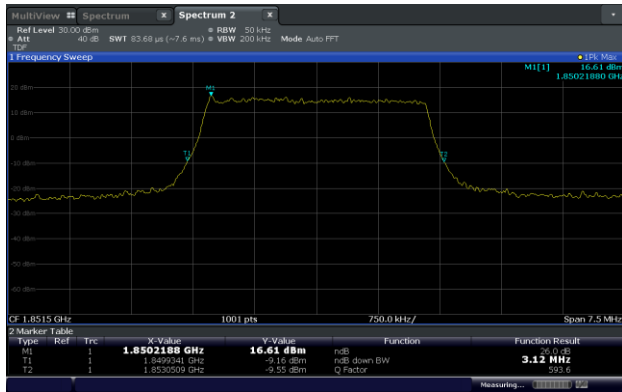 MultiView Spectrum X Spectrum 2 X
Ref Level 30.00 dBm RBW 50 kHz
Att 40 dB SWT 83.68 µs (~7.6 ms) VBW 200 kHz Mode Auto FFT
TDF
1 Frequency Sweep 1Pk Max
M1[1] 16.61 dBm
1.85021880 GHz
20 dBm
M1
10 dBm
0 dBm
T1 T2
-10 dBm
-20 dBm
-30 dBm
-40 dBm
-50 dBm
-60 dBm
CF 1.8515 GHz 1001 pts 750.0 kHz/ Span 7.5 MHz
2 Marker Table
Type Ref Trc X-Value Y-Value Function Function Result
M1 1 1.8502188 GHz 16.61 dBm ndB 26.0 dB
T1 1 1.8499341 GHz -9.16 dBm ndB down BW 3.12 MHz
T2 1 1.8530509 GHz -9.55 dBm Q Factor 593.6
Measuring...